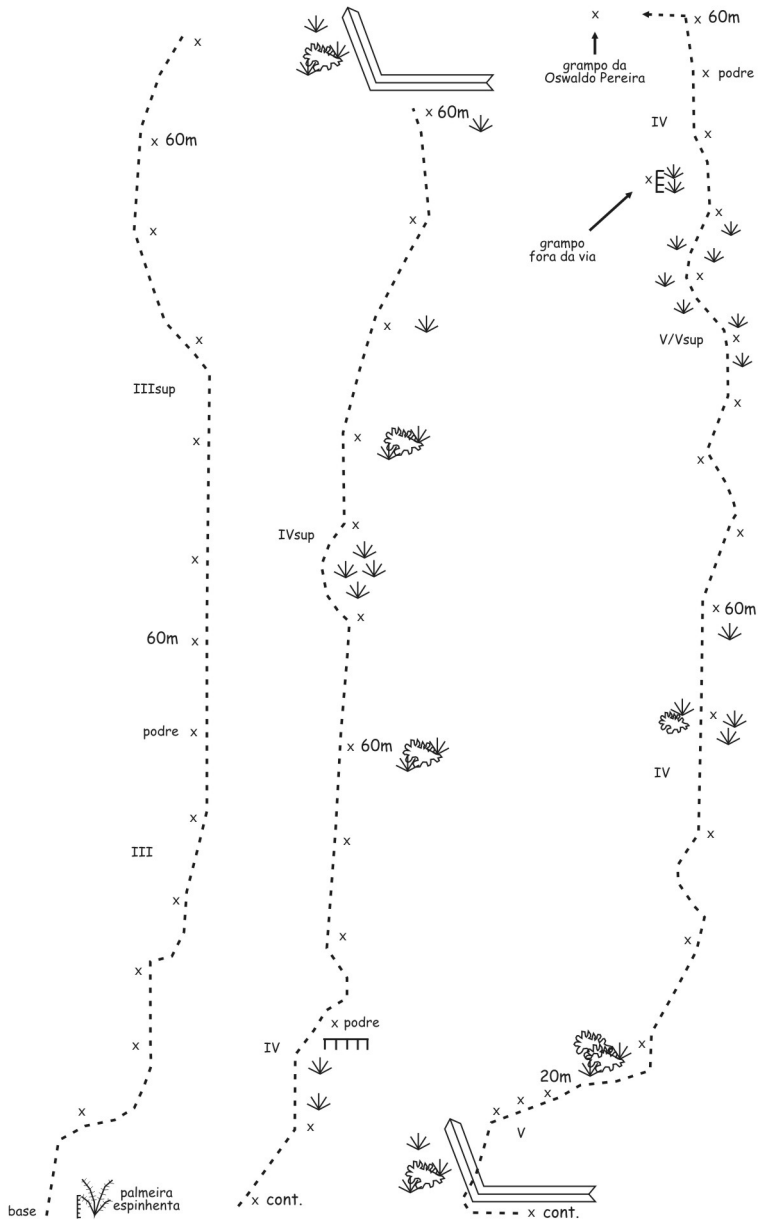 x
x 60m
x
x
IIIsup
x
x
60m x
podre x
x
III
x
x
x
x
base
palmeira
espinhenta
x 60m
x
x
x
x
IVsup
x
x 60m
x
x
x podre
IV
x
x cont.
x
grampo da
Oswaldo Pereira
x 60m
x podre
IV
x
x
grampo
fora da via
x
x
x
V/Vsup
x
x
x
x 60m
x
IV
x
x
x
20m
x
x
x
V
x cont.